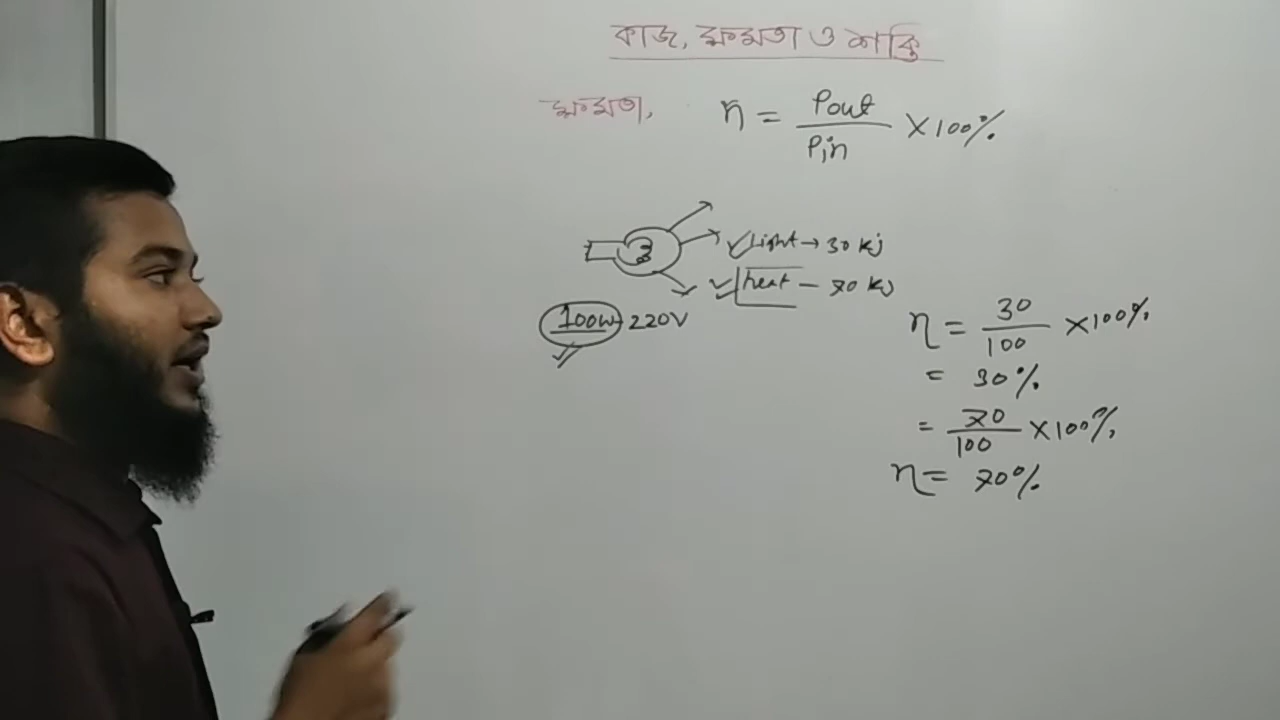 কাজ, ক্ষমতা ও শক্তি
ক্ষমতা, η = Pout / Pin × 100%
Light → 30 kJ
heat — 70 kJ
100W - 220V
η = 30 / 100 × 100%
= 30%
= 70 / 100 × 100%
η = 70%